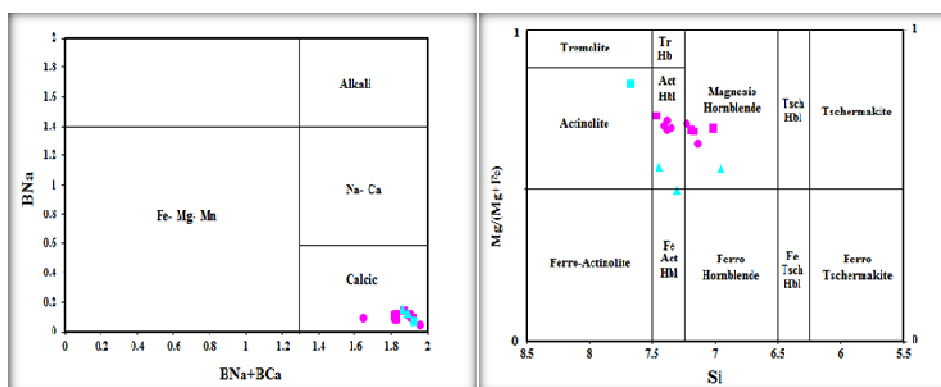 2
1.8
1.6
1.4
1.2
1
0.8
0.6
0.4
0.2
0
BNa
Alkali
Na- Ca
Fe- Mg- Mn
Calcic
0
0.2
0.4
0.6
0.8
1
1.2
1.4
1.6
1.8
2
BNa+BCa
1
1
Mg/(Mg+Fe)
Tremolite
Tr
Hb
Act
Hbl
Actinolite
Magnesio
Hornblende
Tsch
Hbl
Tschermakite
Ferro-Actinolite
Fe
Act
Hbl
Ferro
Hornblende
Fe
Tsch
Hbl
Ferro
Tschermakite
0
0
8.5
8
7.5
7
6.5
6
5.5
Si